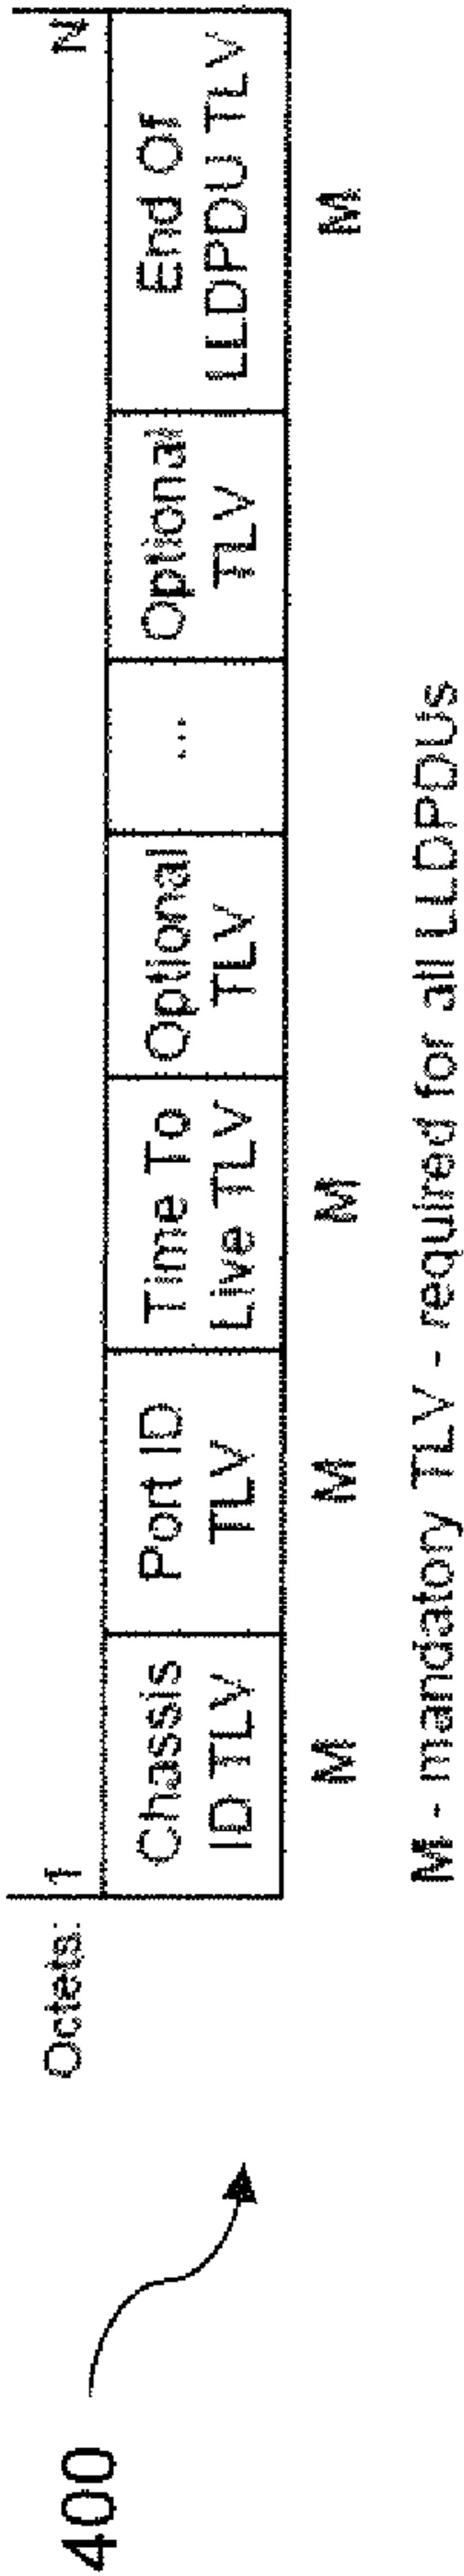 400
Octets: 1 N
Chassis ID TLV
Port ID TLV
Time To Live TLV
Optional TLV
...
Optional TLV
End Of LLDPDU TLV
M M M M
M - mandatory TLV - required for all LLDPDUs